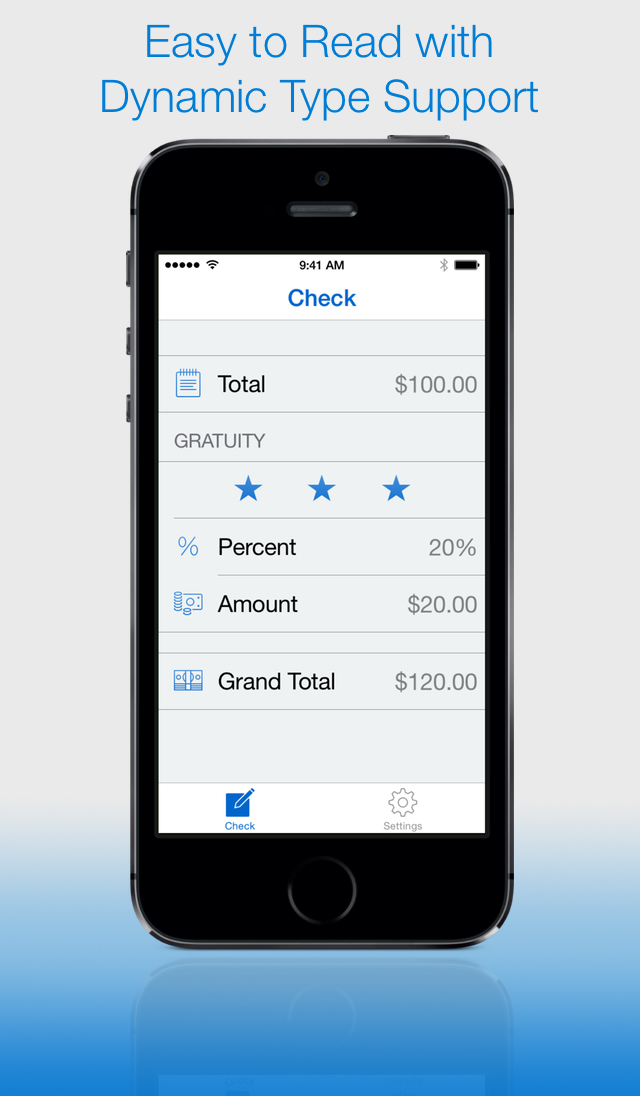 Easy to Read with
Dynamic Type Support
9:41 AM
Check
Total $100.00
GRATUITY
% Percent 20%
Amount $20.00
Grand Total $120.00
Check Settings